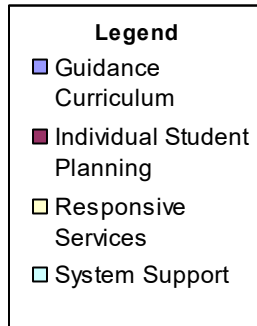 Legend
Guidance
Curriculum
Individual Student
Planning
Responsive
Services
System Support